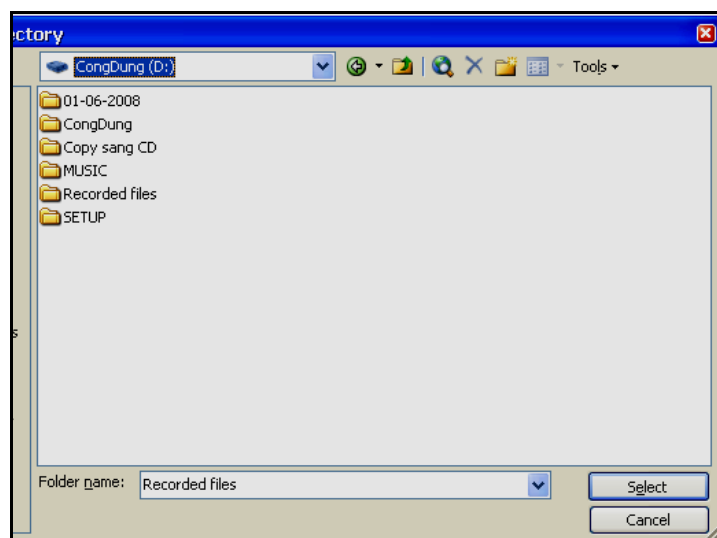 ectory
CongDung (D:)
Tools
01-06-2008
CongDung
Copy sang CD
MUSIC
Recorded files
SETUP
s
Folder name: Recorded files
Select
Cancel